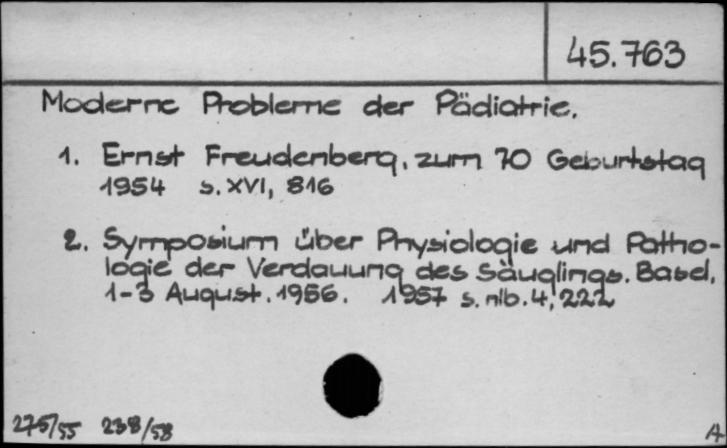 45.763
Moderne Probleme der Pädiatrie.
1. Ernst Freudenberg, zum 70 Geburtstag
1954 s. XVI, 816
2. Symposium über Physiologie und Patho-
logie der Verdauung des Säuglings. Basel,
1-3 August. 1956. 1957 s. nlb. 4, 222
275/55 238/58
A